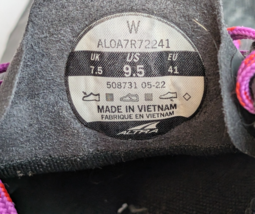 W
AL0A7R72241
UK US EU
7.5 9.5 41
508731 05-22
MADE IN VIETNAM
FABRIQUE EN VIETNAM
ALTRA